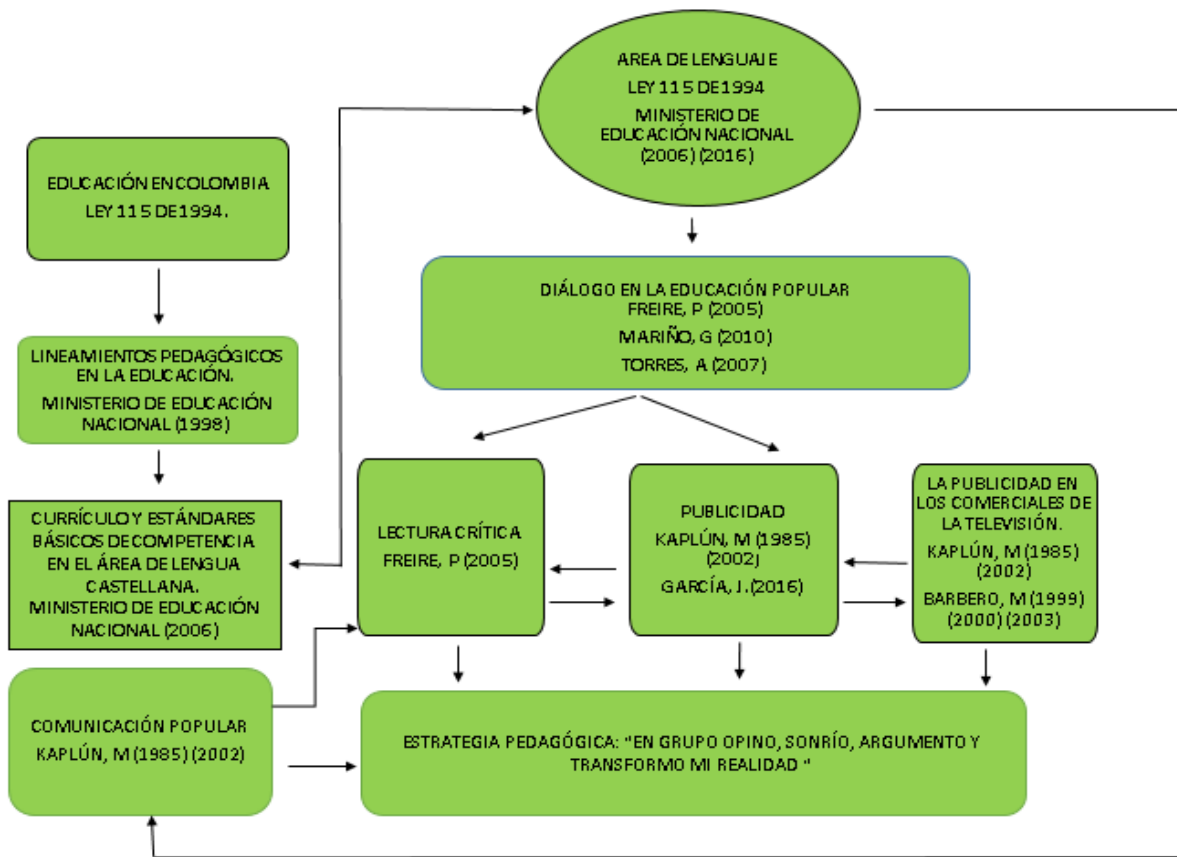 AREA DE LENGUAJE
LEY 115 DE 1994
MINISTERIO DE
EDUCACIÓN NACIONAL
(2006) (2016)
EDUCACIÓN EN COLOMBIA
LEY 115 DE 1994.
DIÁLOGO EN LA EDUCACIÓN POPULAR
FREIRE, P (2005)
MARIÑO, G (2010)
TORRES, A (2007)
LINEAMIENTOS PEDAGÓGICOS
EN LA EDUCACIÓN.
MINISTERIO DE EDUCACIÓN
NACIONAL (1998)
CURRÍCULO Y ESTÁNDARES
BÁSICOS DE COMPETENCIA
EN EL ÁREA DE LENGUA
CASTELLANA.
MINISTERIO DE EDUCACIÓN
NACIONAL (2006)
LECTURA CRÍTICA
FREIRE, P (2005)
PUBLICIDAD
KAPLÚN, M (1985)
(2002)
GARCÍA, J. (2016)
LA PUBLICIDAD EN
LOS COMERCIALES DE
LA TELEVISIÓN.
KAPLÚN, M (1985)
(2002)
BARBERO, M (1999)
(2000) (2003)
COMUNICACIÓN POPULAR
KAPLÚN, M (1985) (2002)
ESTRATEGIA PEDAGÓGICA: "EN GRUPO OPINO, SONRÍO, ARGUMENTO Y
TRANSFORMO MI REALIDAD "